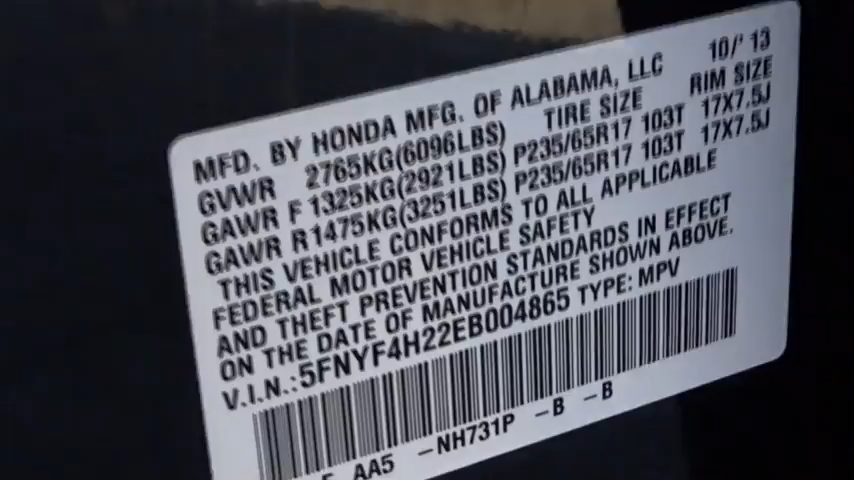 MFD. BY HONDA MFG. OF ALABAMA, LLC 10/' 13
GVWR 2765KG(6096LBS) TIRE SIZE RIM SIZE
GAWR F 1325KG(2921LBS) P235/65R17 103T 17X7.5J
GAWR R 1475KG(3251LBS) P235/65R17 103T 17X7.5J
THIS VEHICLE CONFORMS TO ALL APPLICABLE
FEDERAL MOTOR VEHICLE SAFETY
AND THEFT PREVENTION STANDARDS IN EFFECT
ON THE DATE OF MANUFACTURE SHOWN ABOVE.
V.I.N.:5FNYF4H22EB004865 TYPE: MPV
AA5 -NH731P -B -B